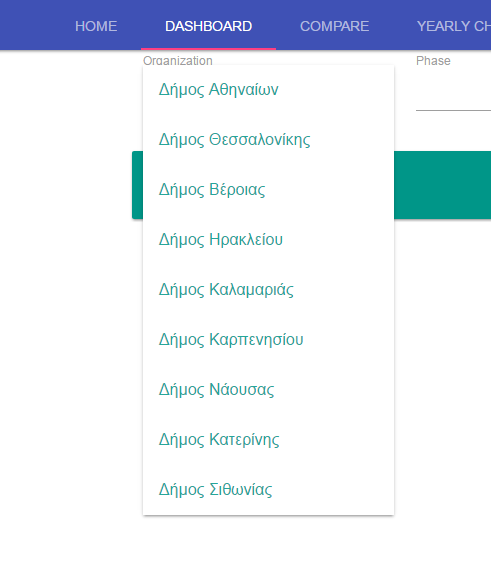 HOME DASHBOARD COMPARE YEARLY CH
Organization Phase
Δήμος Αθηναίων
Δήμος Θεσσαλονίκης
Δήμος Βέροιας
Δήμος Ηρακλείου
Δήμος Καλαμαριάς
Δήμος Καρπενησίου
Δήμος Νάουσας
Δήμος Κατερίνης
Δήμος Σιθωνίας